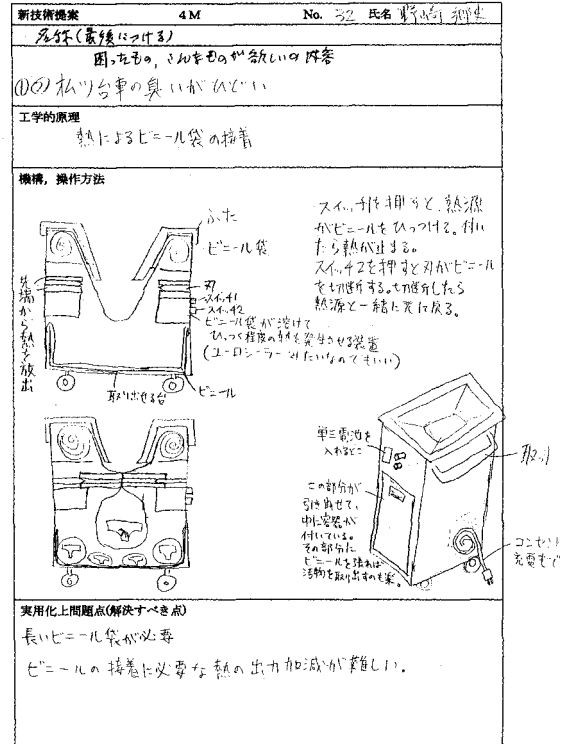 新技術提案 4M No. 32 氏名 野崎
名称(最後につける)
困ったもの, こんなものが欲しいの内容
台車の臭いがひどい
工学的原理
熱によるビニール袋の接着
機構, 操作方法
スイッチ1を押すと、熱源
がビニールをひっつける。付い
たら熱が止まる。
スイッチ2を押すと刃がビニール
を切断する。切断したら
熱源と一緒に元に戻る。
ふた
ビニール袋
刃
スイッチ1
スイッチ2
ビニール袋が溶けて
ひっつく程度の熱を発生させる装置
(ユーロシーラーみたいなのでもいい)
先端から熱を放出
取り出せる台
ビニール
単三電池を
入れるとこ
取っ手
この部分が
引き出せて、
中に容器が
付いている。
その部分に
ビニールを張れば
汚物を取り出すのも楽。
コンセント
充電もで
実用化上問題点(解決すべき点)
長いビニール袋が必要
ビニールの接着に必要な熱の出力加減が難しい。